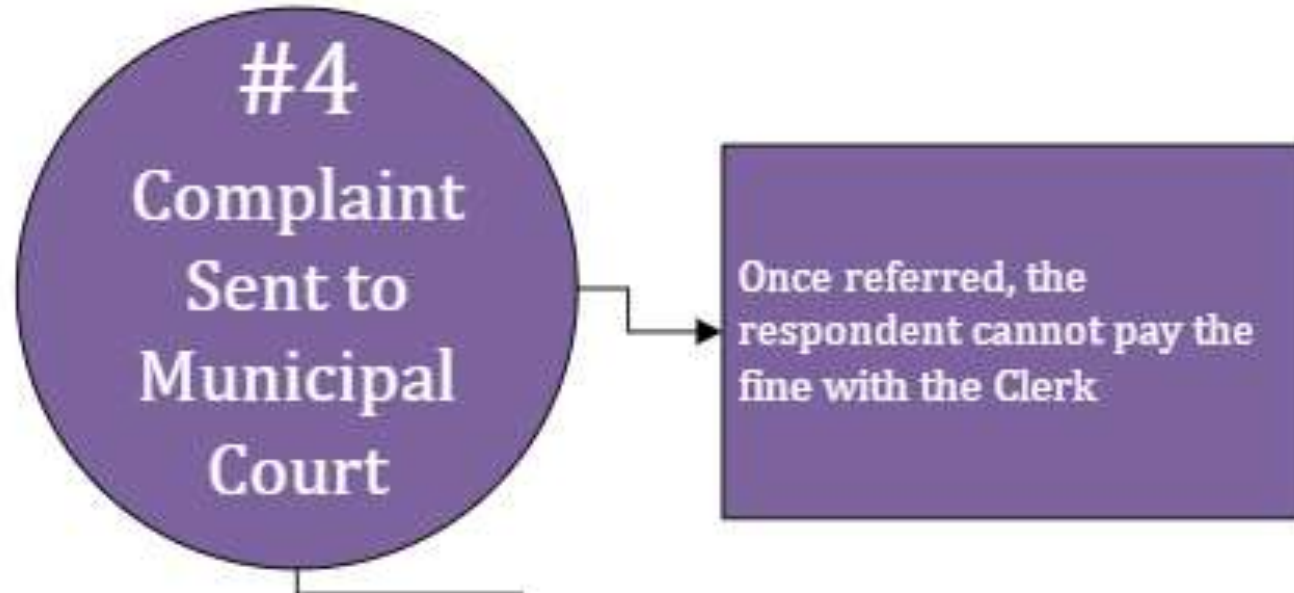 #4
Complaint
Sent to
Municipal
Court
Once referred, the
respondent cannot pay the
fine with the Clerk